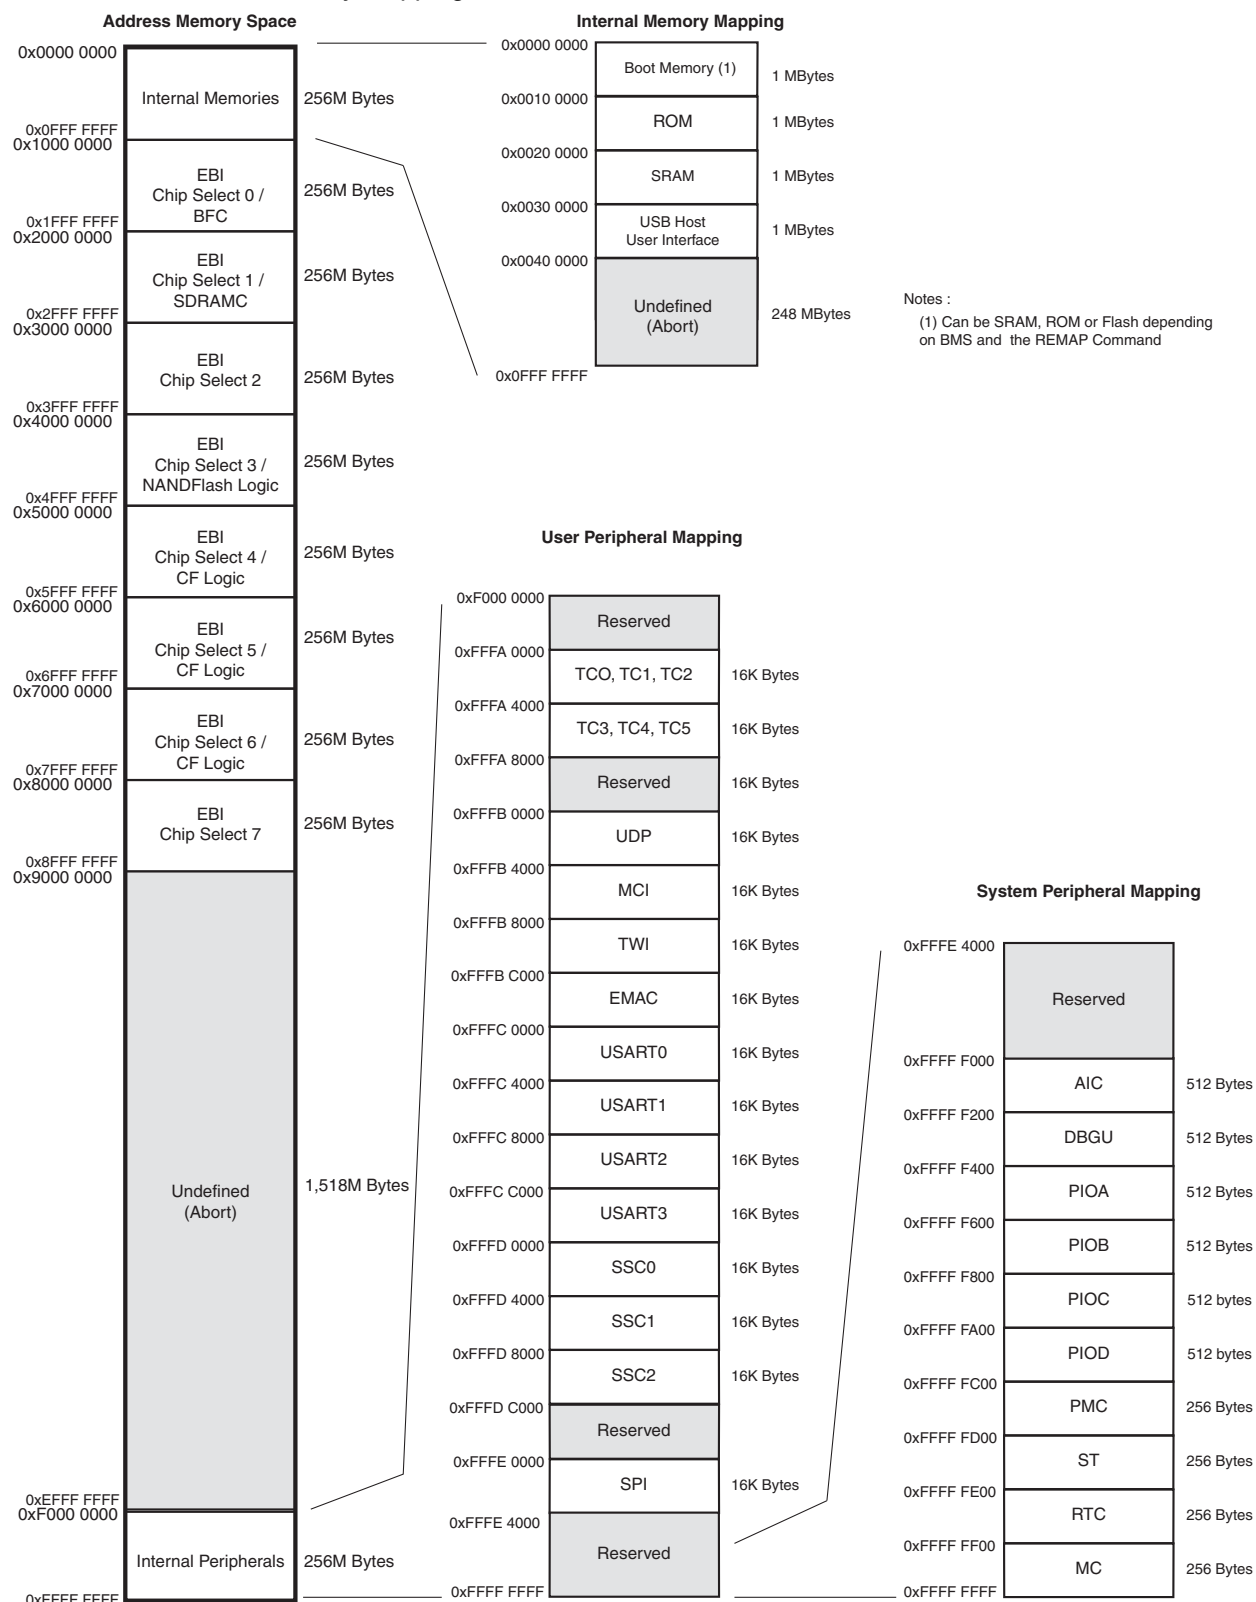 Address Memory Space
0x0000 0000
Internal Memories
256M Bytes
0x0FFF FFFF
0x1000 0000
EBI
Chip Select 0 /
BFC
256M Bytes
0x1FFF FFFF
0x2000 0000
EBI
Chip Select 1 /
SDRAMC
256M Bytes
0x2FFF FFFF
0x3000 0000
EBI
Chip Select 2
256M Bytes
0x3FFF FFFF
0x4000 0000
EBI
Chip Select 3 /
NANDFlash Logic
256M Bytes
0x4FFF FFFF
0x5000 0000
EBI
Chip Select 4 /
CF Logic
256M Bytes
0x5FFF FFFF
0x6000 0000
EBI
Chip Select 5 /
CF Logic
256M Bytes
0x6FFF FFFF
0x7000 0000
EBI
Chip Select 6 /
CF Logic
256M Bytes
0x7FFF FFFF
0x8000 0000
EBI
Chip Select 7
256M Bytes
0x8FFF FFFF
0x9000 0000
Undefined
(Abort)
1,518M Bytes
0xEFFF FFFF
0xF000 0000
Internal Peripherals
256M Bytes
0xFFFF FFFF
Internal Memory Mapping
0x0000 0000
Boot Memory (1)
1 MBytes
0x0010 0000
ROM
1 MBytes
0x0020 0000
SRAM
1 MBytes
0x0030 0000
USB Host
User Interface
1 MBytes
0x0040 0000
Undefined
(Abort)
248 MBytes
0x0FFF FFFF
Notes :
(1) Can be SRAM, ROM or Flash depending
on BMS and the REMAP Command
User Peripheral Mapping
0xF000 0000
Reserved
0xFFFA 0000
TCO, TC1, TC2
16K Bytes
0xFFFA 4000
TC3, TC4, TC5
16K Bytes
0xFFFA 8000
Reserved
16K Bytes
0xFFFB 0000
UDP
16K Bytes
0xFFFB 4000
MCI
16K Bytes
0xFFFB 8000
TWI
16K Bytes
0xFFFB C000
EMAC
16K Bytes
0xFFFC 0000
USART0
16K Bytes
0xFFFC 4000
USART1
16K Bytes
0xFFFC 8000
USART2
16K Bytes
0xFFFC C000
USART3
16K Bytes
0xFFFD 0000
SSC0
16K Bytes
0xFFFD 4000
SSC1
16K Bytes
0xFFFD 8000
SSC2
16K Bytes
0xFFFD C000
Reserved
0xFFFE 0000
SPI
16K Bytes
0xFFFE 4000
Reserved
0xFFFF FFFF
System Peripheral Mapping
0xFFFE 4000
Reserved
0xFFFF F000
AIC
512 Bytes
0xFFFF F200
DBGU
512 Bytes
0xFFFF F400
PIOA
512 Bytes
0xFFFF F600
PIOB
512 Bytes
0xFFFF F800
PIOC
512 bytes
0xFFFF FA00
PIOD
512 bytes
0xFFFF FC00
PMC
256 Bytes
0xFFFF FD00
ST
256 Bytes
0xFFFF FE00
RTC
256 Bytes
0xFFFF FF00
MC
256 Bytes
0xFFFF FFFF